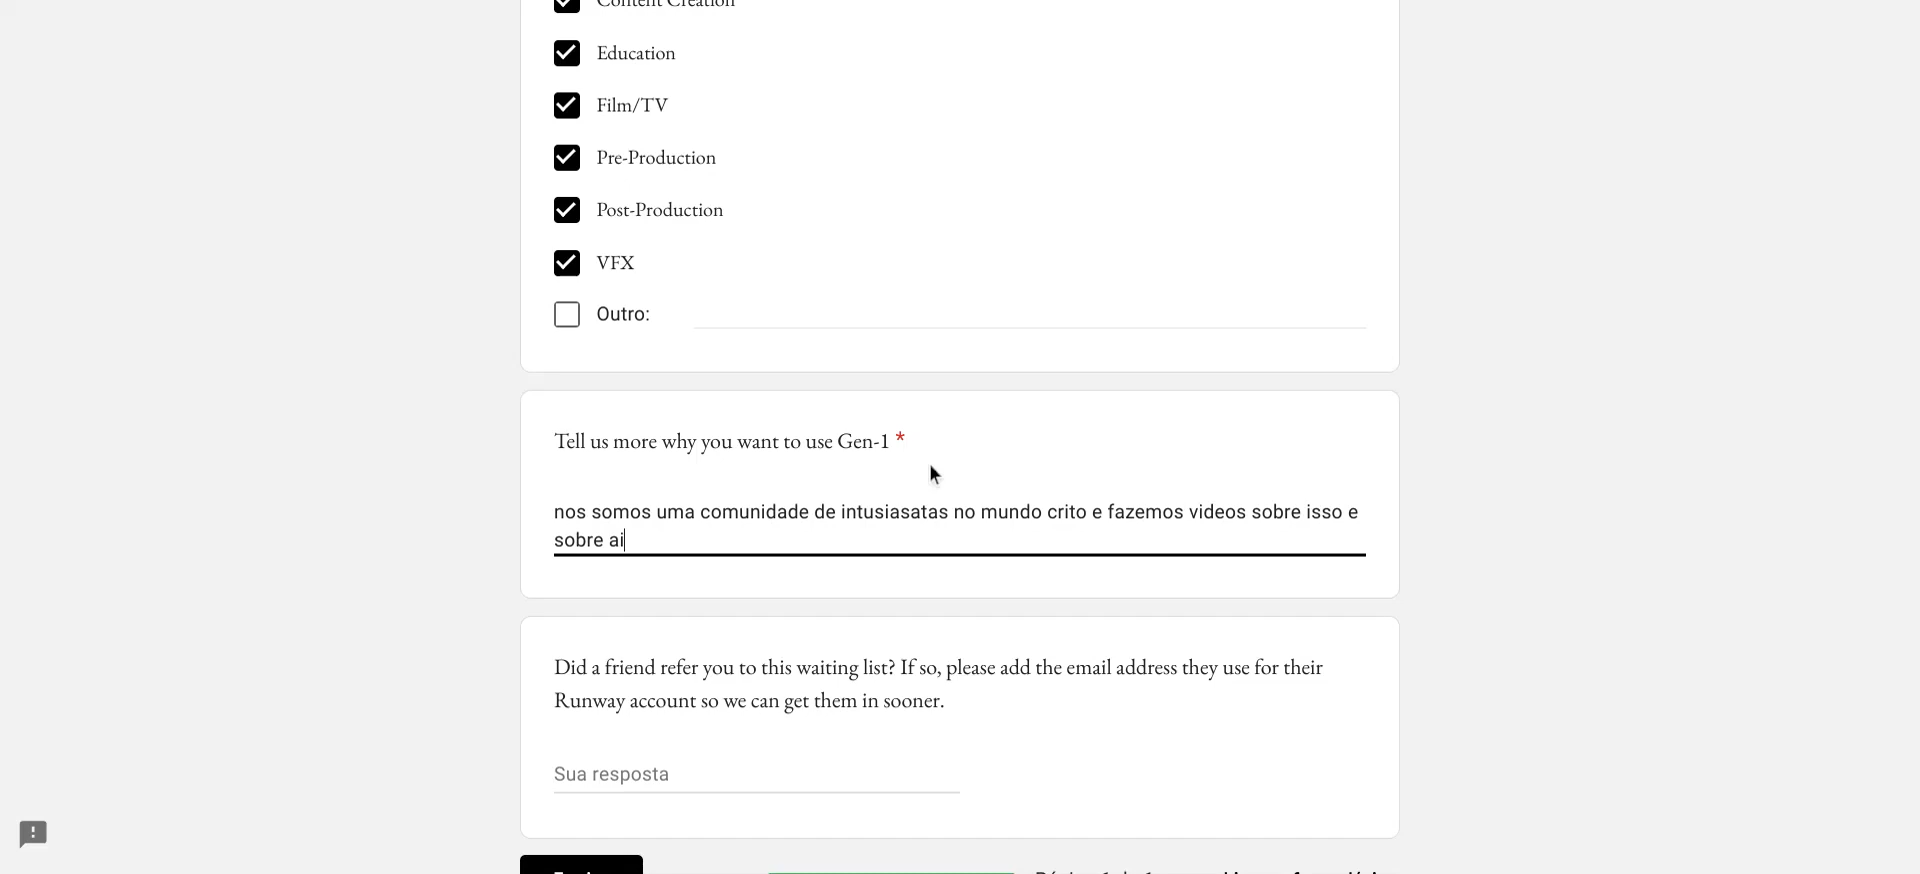 Content Creation
Education
Film/TV
Pre-Production
Post-Production
VFX
Outro:
Tell us more why you want to use Gen-1 *
nos somos uma comunidade de intusiasatas no mundo crito e fazemos videos sobre isso e
sobre ai
Did a friend refer you to this waiting list? If so, please add the email address they use for their
Runway account so we can get them in sooner.
Sua resposta